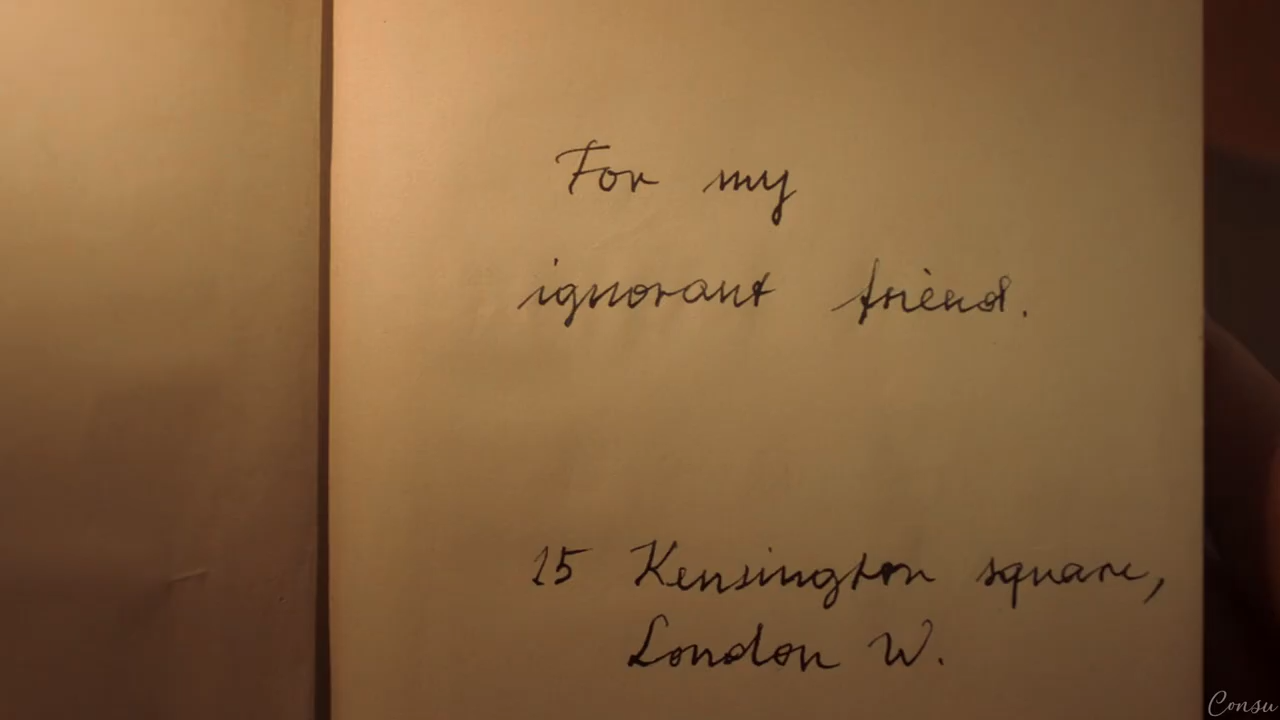 For my
ignorant friend.
15 Kensington square,
London W.
Consu